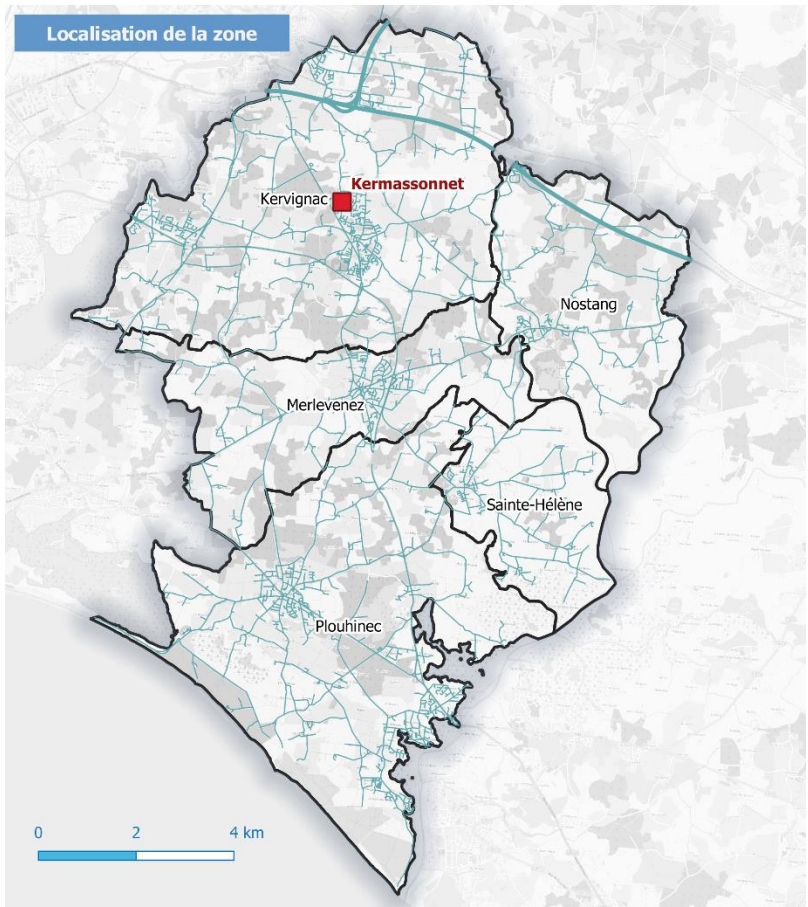 Localisation de la zone
Kermassonnet
Kervignac
Nostang
Merlevenez
Sainte-Hélène
Plouhinec
0 2 4 km